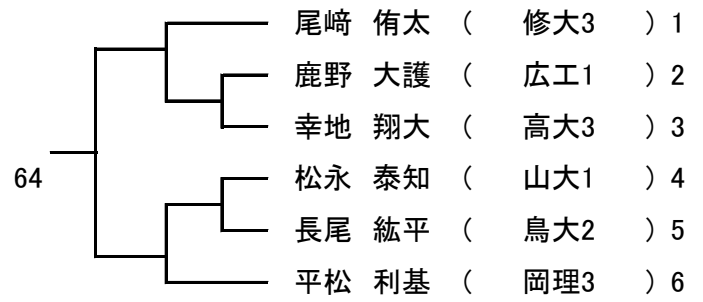 尾﨑 侑太 ( 修大3 ) 1
鹿野 大護 ( 広工1 ) 2
幸地 翔大 ( 高大3 ) 3
64
松永 泰知 ( 山大1 ) 4
長尾 紘平 ( 鳥大2 ) 5
平松 利基 ( 岡理3 ) 6